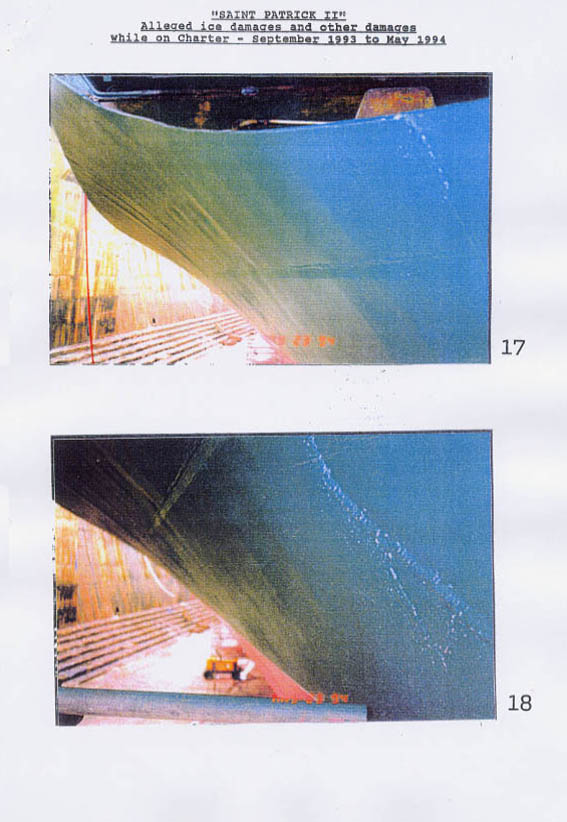 "SAINT PATRICK II"
Alleged ice damages and other damages
while on Charter - September 1993 to May 1994
17
18